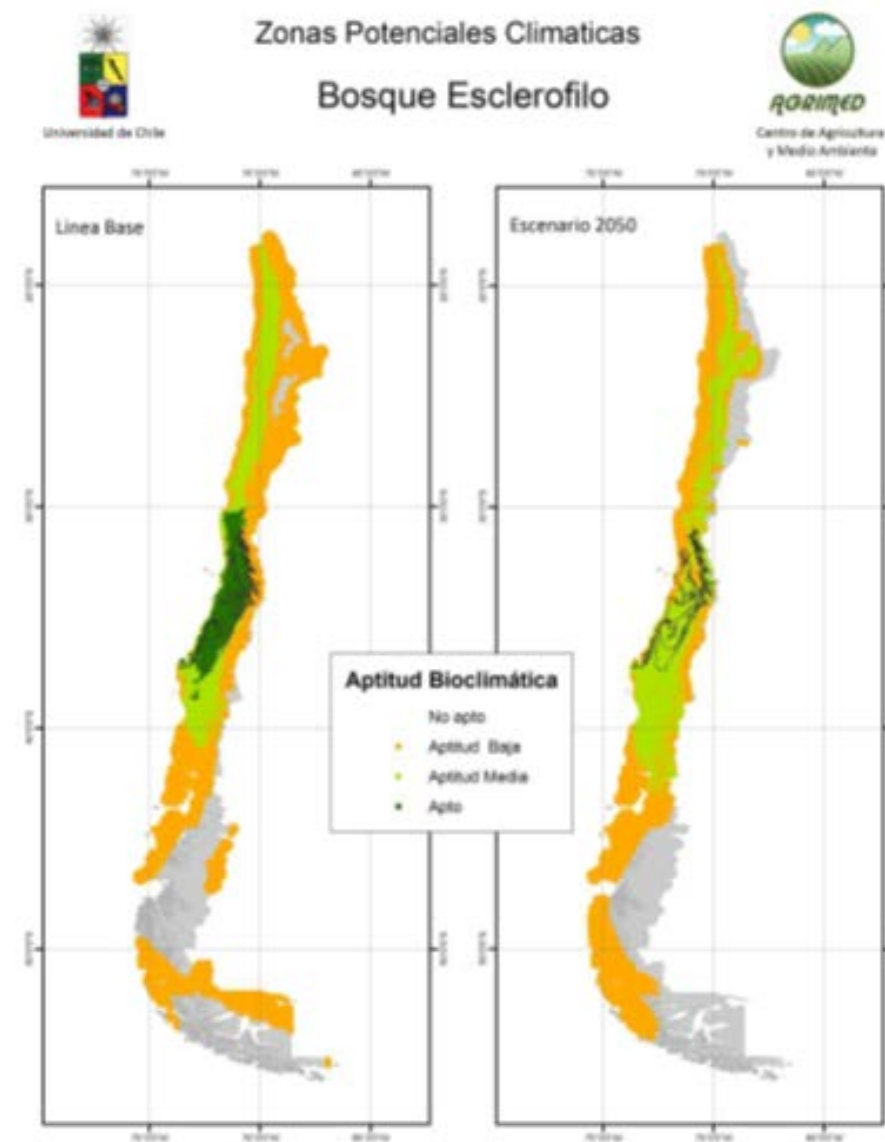 Zonas Potenciales Climaticas
Bosque Esclerofilo
Universidad de Chile
AGRIMED
Centro de Agricultura
y Medio Ambiente
Linea Base
Escenario 2050
Aptitud Bioclimática
No apto
Aptitud Baja
Aptitud Media
Apto